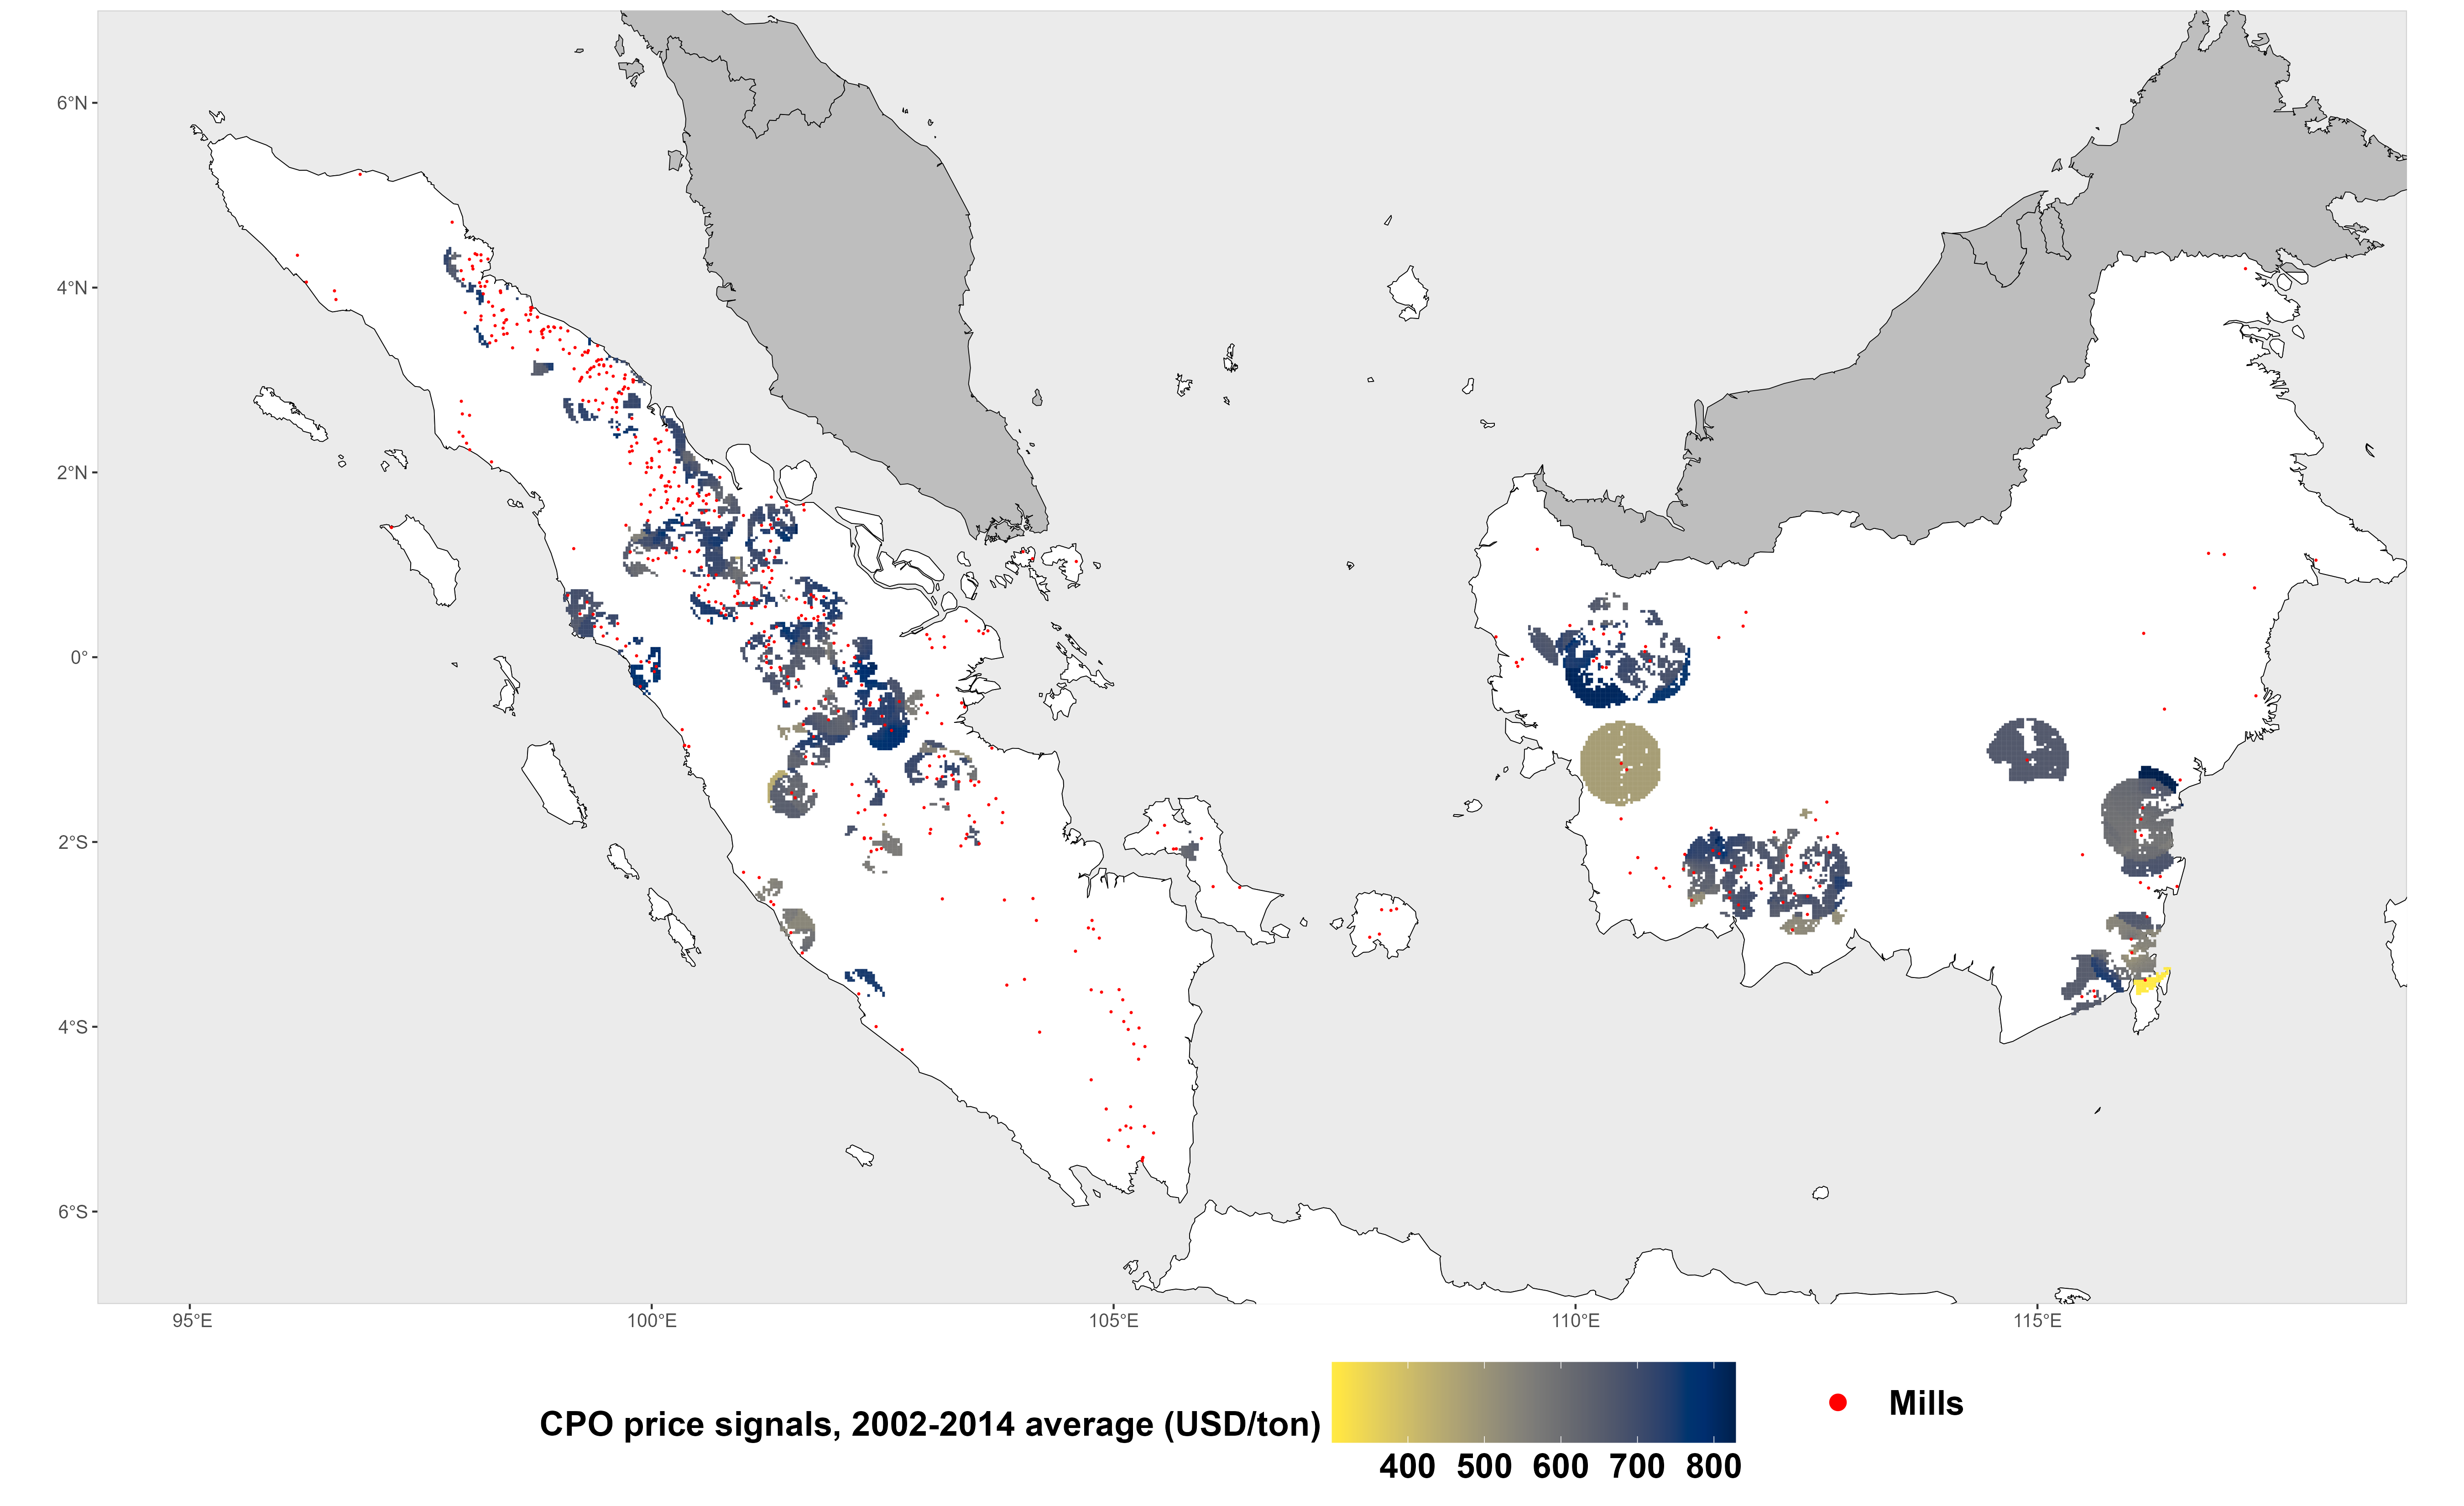 6°N
4°N
2°N
0°
2°S
4°S
6°S
95°E
100°E
105°E
110°E
115°E
CPO price signals, 2002-2014 average (USD/ton)
400
500
600
700
800
Mills